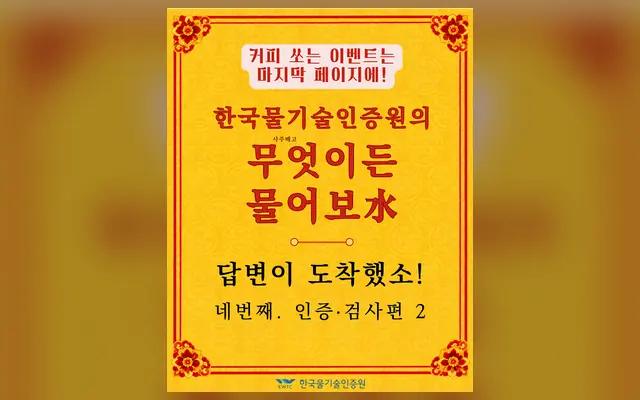 커피 쏘는 이벤트는
마지막 페이지에!
한국물기술인증원의
사주빼고
무엇이든
물어보水
답변이 도착했소!
네번째. 인증·검사편 2
KWTC 한국물기술인증원